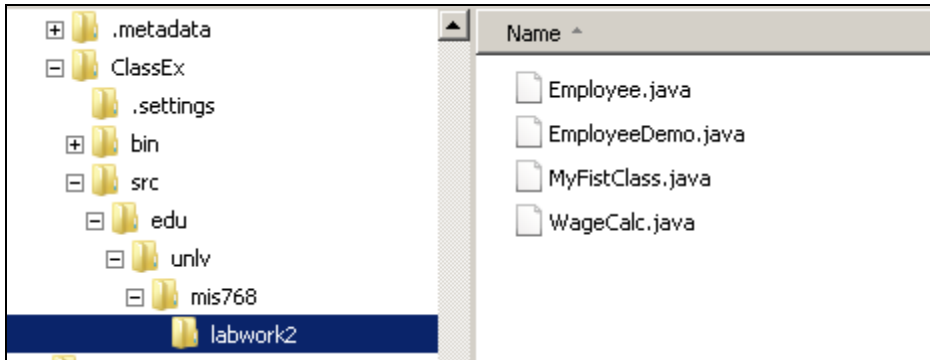 .metadata
ClassEx
.settings
bin
src
edu
unlv
mis768
labwork2
Name
Employee.java
EmployeeDemo.java
MyFistClass.java
WageCalc.java